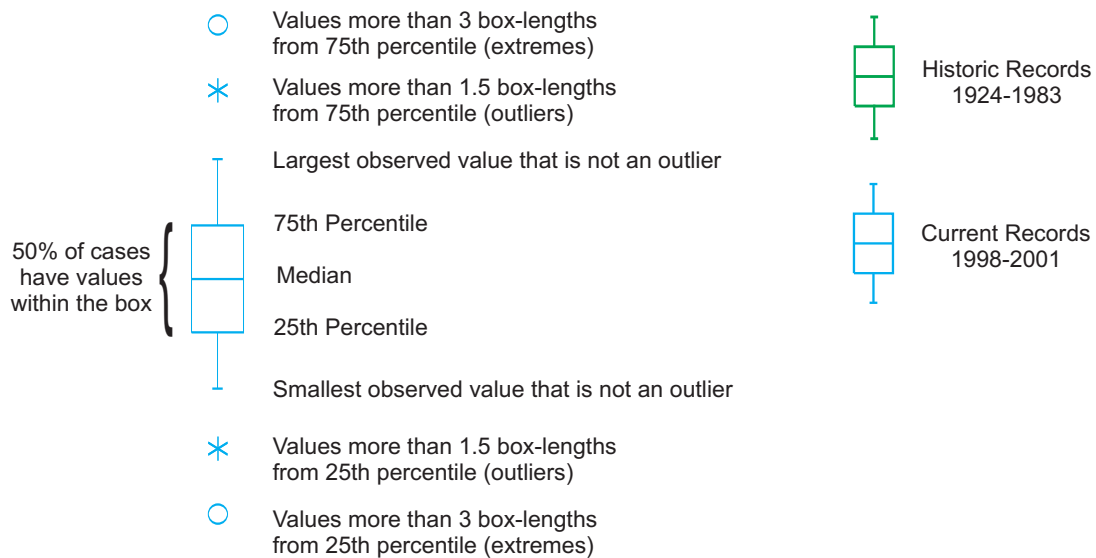 Values more than 3 box-lengths
from 75th percentile (extremes)
Values more than 1.5 box-lengths
from 75th percentile (outliers)
Largest observed value that is not an outlier
75th Percentile
50% of cases
have values
within the box
Median
25th Percentile
Smallest observed value that is not an outlier
Values more than 1.5 box-lengths
from 25th percentile (outliers)
Values more than 3 box-lengths
from 25th percentile (extremes)
Historic Records
1924-1983
Current Records
1998-2001